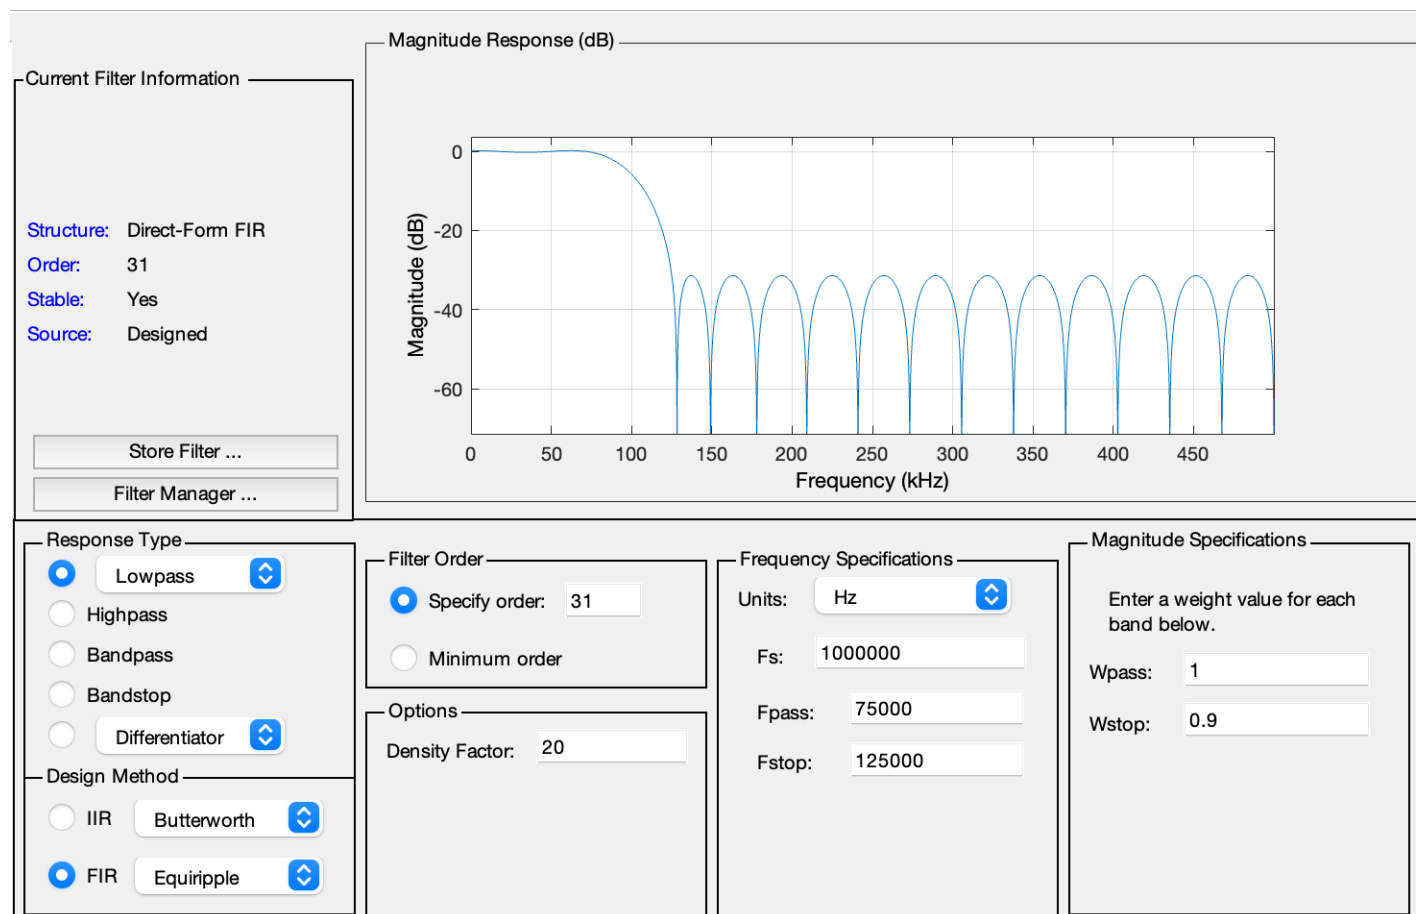 Magnitude Response (dB)
Current Filter Information
Structure: Direct-Form FIR
Order: 31
Stable: Yes
Source: Designed
Store Filter ...
Filter Manager ...
0
-20
-40
-60
Magnitude (dB)
0 50 100 150 200 250 300 350 400 450
Frequency (kHz)
Response Type
Lowpass
Highpass
Bandpass
Bandstop
Differentiator
Design Method
IIR Butterworth
FIR Equiripple
Filter Order
Specify order: 31
Minimum order
Options
Density Factor: 20
Frequency Specifications
Units: Hz
Fs: 1000000
Fpass: 75000
Fstop: 125000
Magnitude Specifications
Enter a weight value for each
band below.
Wpass: 1
Wstop: 0.9